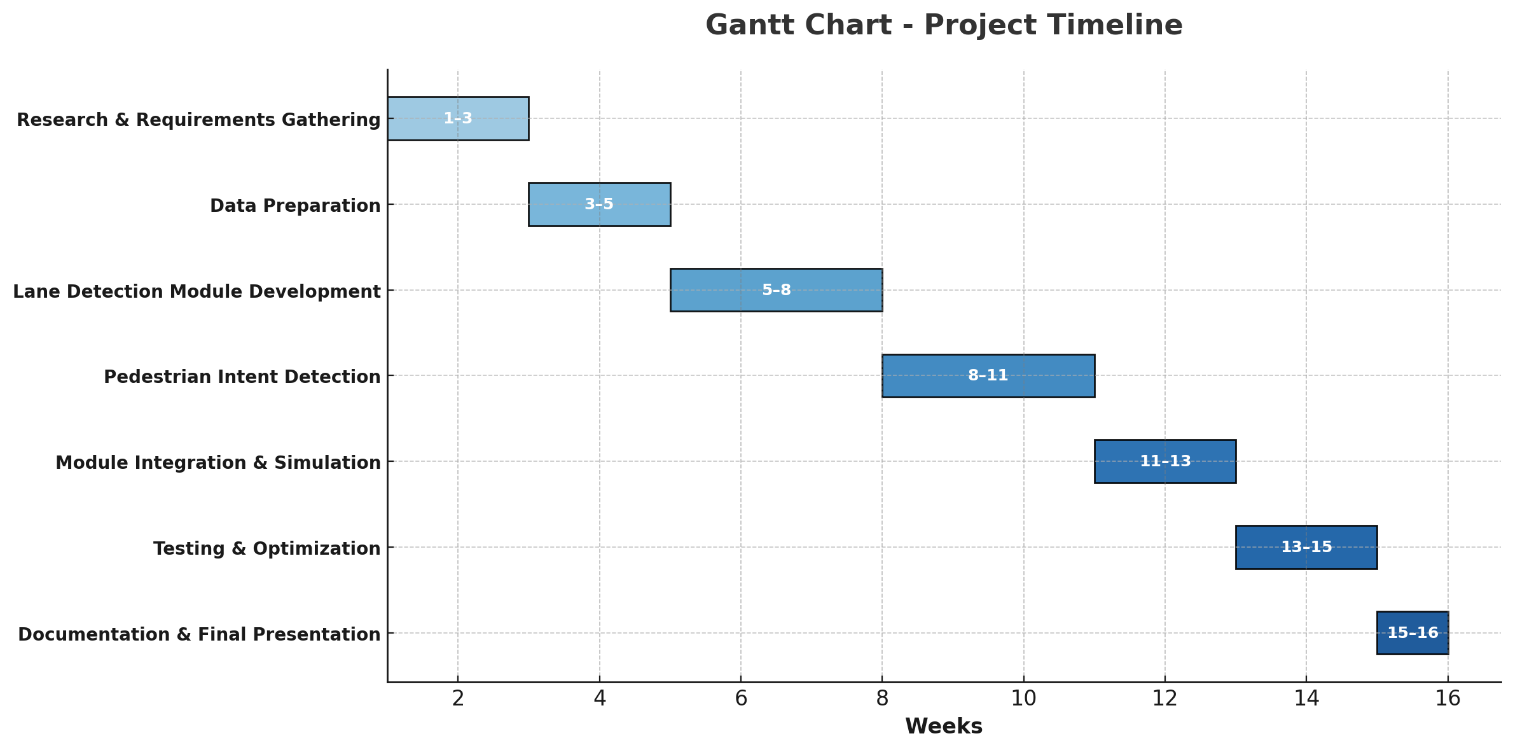 Gantt Chart - Project Timeline
Research & Requirements Gathering
1–3
Data Preparation
3–5
Lane Detection Module Development
5–8
Pedestrian Intent Detection
8–11
Module Integration & Simulation
11–13
Testing & Optimization
13–15
Documentation & Final Presentation
15–16
2 4 6 8 10 12 14 16
Weeks